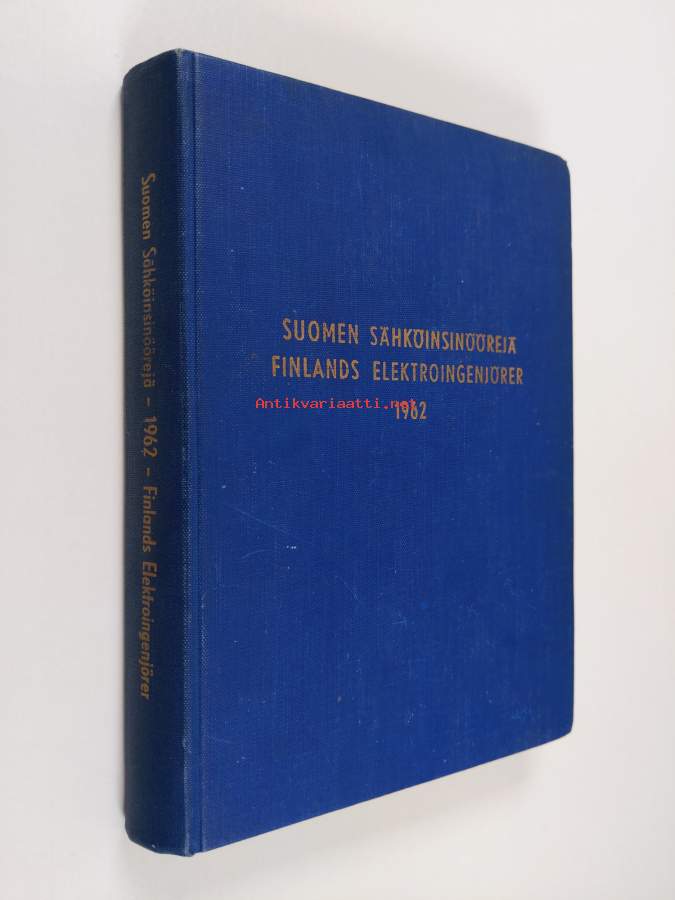 Suomen Sähköinsinöörejä – 1962 – Finlands Elektroingenjörer
SUOMEN SÄHKÖINSINÖÖREJÄ
FINLANDS ELEKTROINGENJÖRER
Antikvariaatti.net
1962